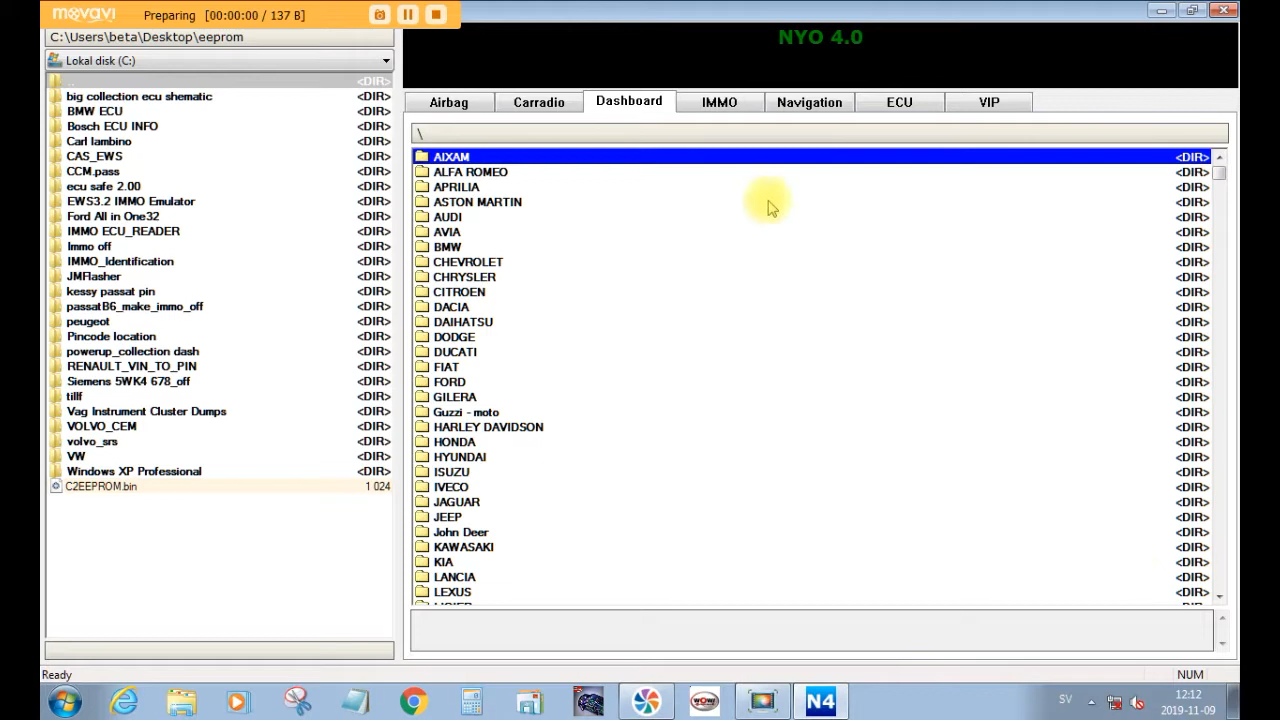 movavi Preparing [00:00:00 / 137 B]
C:\Users\beta\Desktop\eeprom
Lokal disk (C:)
.. <DIR>
big collection ecu shematic <DIR>
BMW ECU <DIR>
Bosch ECU INFO <DIR>
Carl lambino <DIR>
CAS_EWS <DIR>
CCM.pass <DIR>
ecu safe 2.00 <DIR>
EWS3.2 IMMO Emulator <DIR>
Ford All in One32 <DIR>
IMMO ECU_READER <DIR>
Immo off <DIR>
IMMO_Identification <DIR>
JMFlasher <DIR>
kessy passat pin <DIR>
passatB6_make_immo_off <DIR>
peugeot <DIR>
Pincode location <DIR>
powerup_collection dash <DIR>
RENAULT_VIN_TO_PIN <DIR>
Siemens 5WK4 678_off <DIR>
tillf <DIR>
Vag Instrument Cluster Dumps <DIR>
VOLVO_CEM <DIR>
volvo_srs <DIR>
VW <DIR>
Windows XP Professional <DIR>
C2EEPROM.bin 1 024
NYO 4.0
Airbag Carradio Dashboard IMMO Navigation ECU VIP
\
AIXAM <DIR>
ALFA ROMEO <DIR>
APRILIA <DIR>
ASTON MARTIN <DIR>
AUDI <DIR>
AVIA <DIR>
BMW <DIR>
CHEVROLET <DIR>
CHRYSLER <DIR>
CITROEN <DIR>
DACIA <DIR>
DAIHATSU <DIR>
DODGE <DIR>
DUCATI <DIR>
FIAT <DIR>
FORD <DIR>
GILERA <DIR>
Guzzi - moto <DIR>
HARLEY DAVIDSON <DIR>
HONDA <DIR>
HYUNDAI <DIR>
ISUZU <DIR>
IVECO <DIR>
JAGUAR <DIR>
JEEP <DIR>
John Deer <DIR>
KAWASAKI <DIR>
KIA <DIR>
LANCIA <DIR>
LEXUS <DIR>
Ready NUM
WOW N4 SV 12:12
2019-11-09